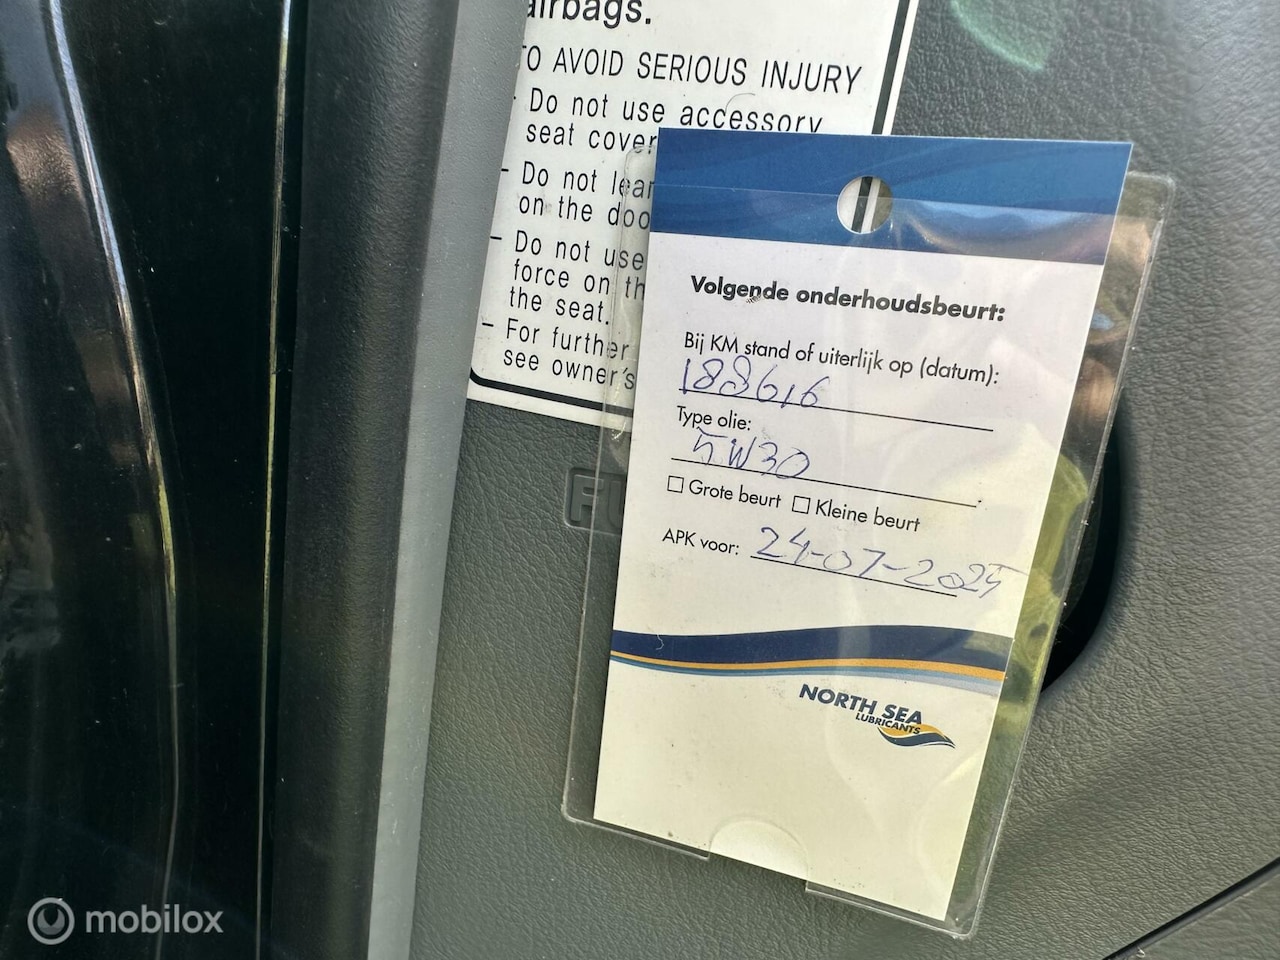 airbags.
TO AVOID SERIOUS INJURY
Do not use accessory
seat cover
- Do not lean
on the doo
- Do not use
force on th
the seat.
- For further
see owner's
FU
Volgende onderhoudsbeurt:
Bij KM stand of uiterlijk op (datum):
188616
Type olie:
5W30
☐ Grote beurt ☐ Kleine beurt
APK voor: 24-07-2025
NORTH SEA
LUBRICANTS
mobilox